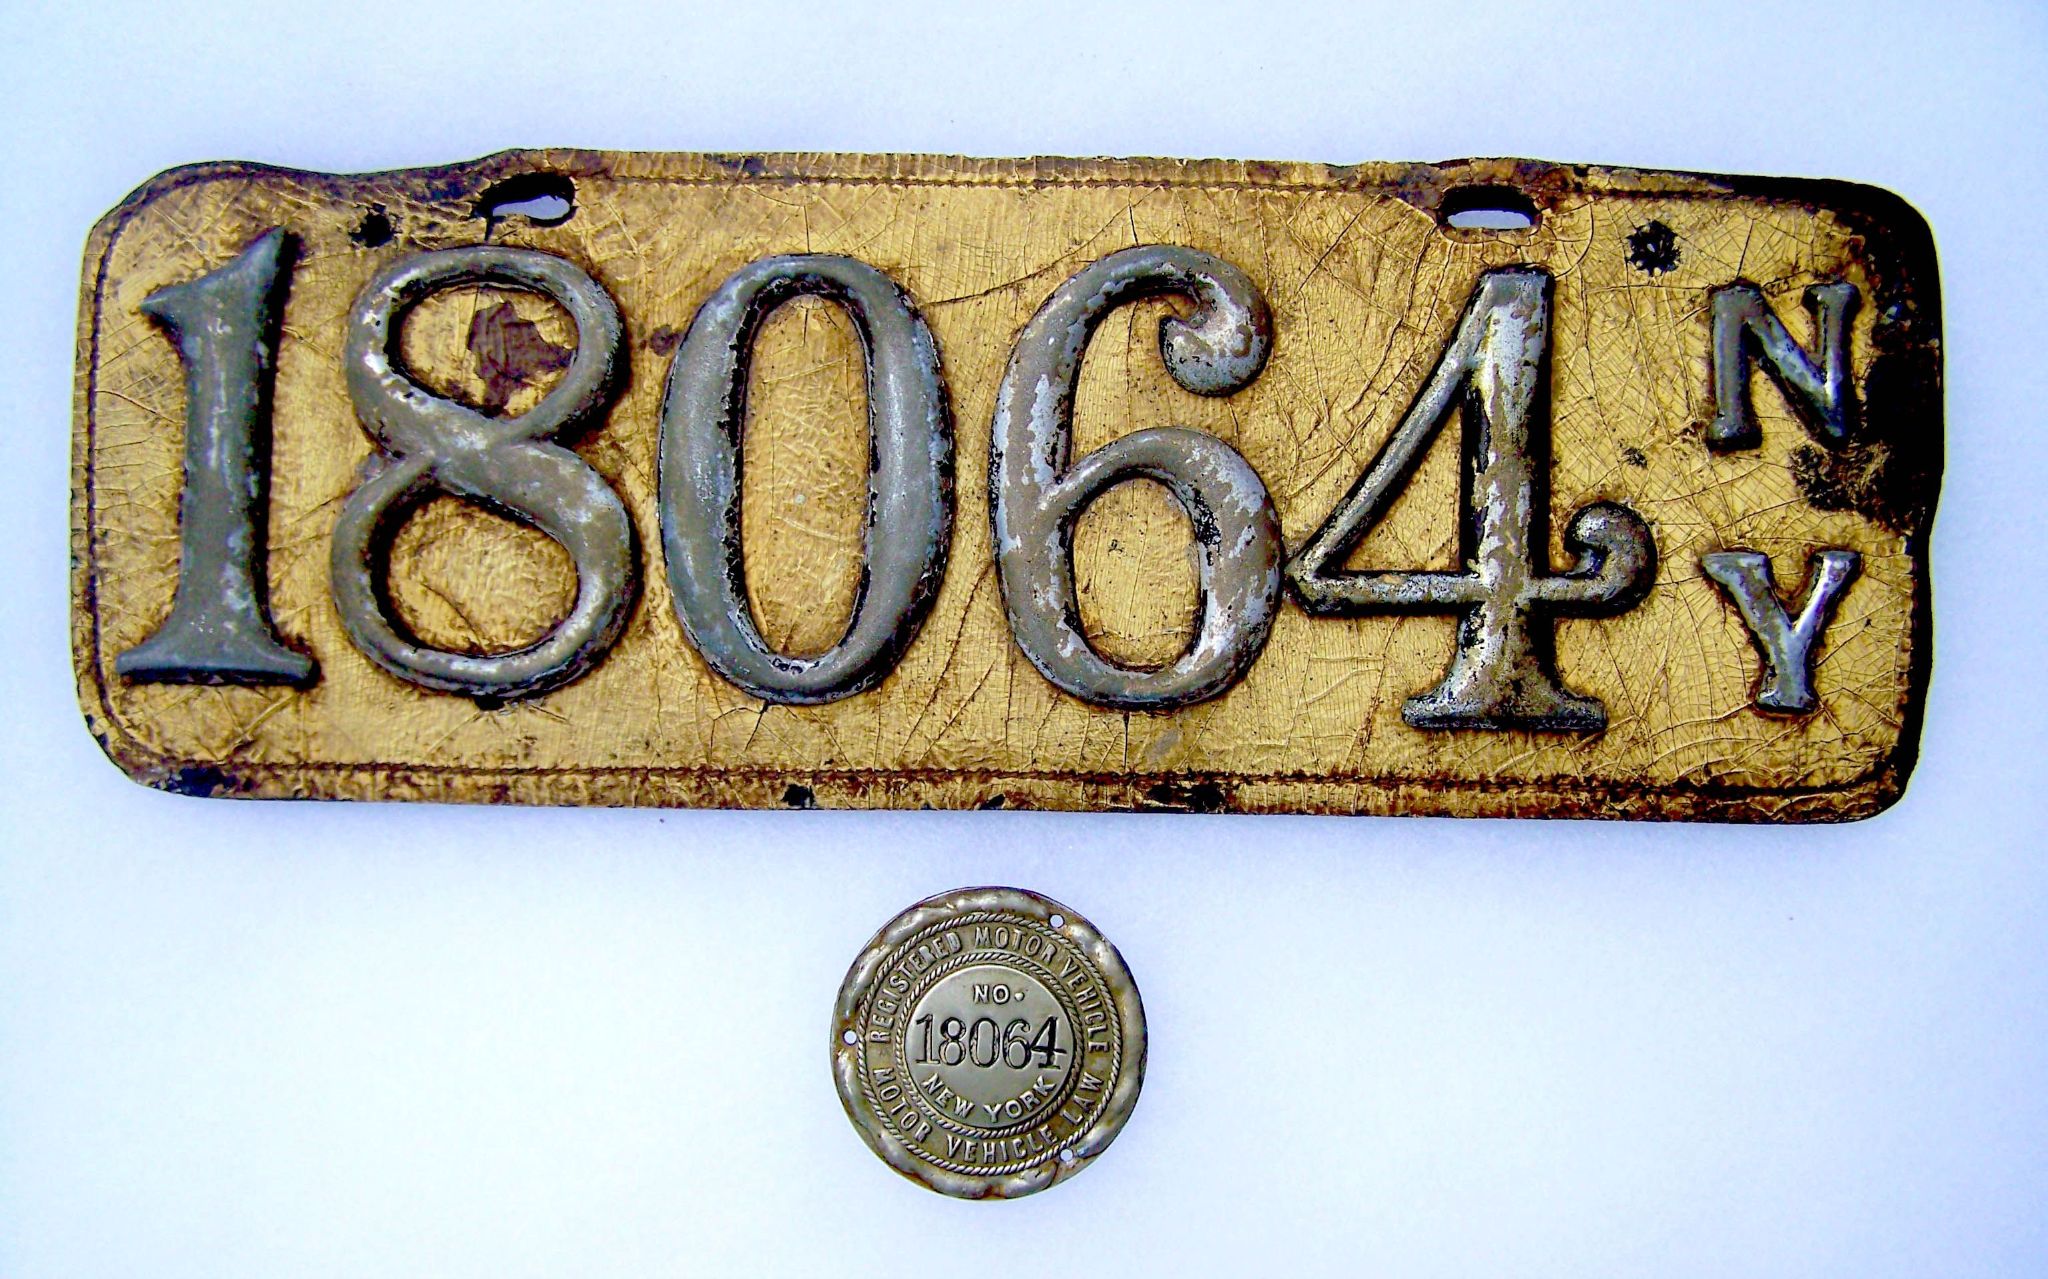 18064
N
Y
REGISTERED MOTOR VEHICLE
NO.
18064
NEW YORK
MOTOR VEHICLE LAW